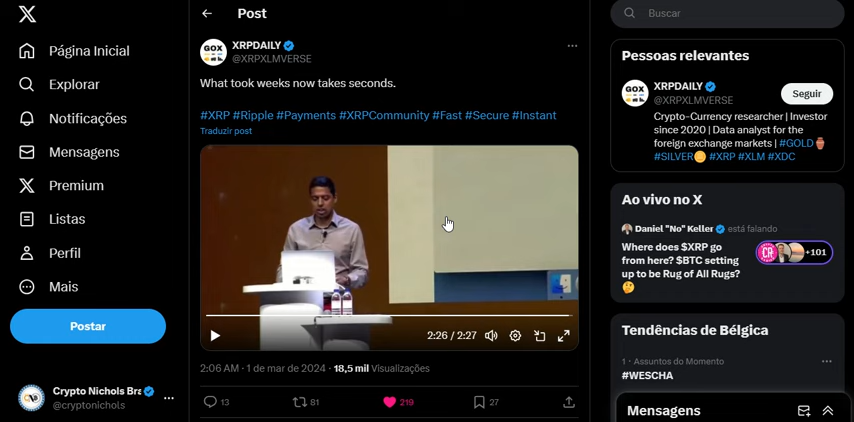 Página Inicial
Explorar
Notificações
Mensagens
Premium
Listas
Perfil
Mais
Postar
Crypto Nichols Bra
@cryptonichols
Post
GOX
XRPDAILY
@XRPXLMVERSE
What took weeks now takes seconds.
#XRP #Ripple #Payments #XRPCommunity #Fast #Secure #Instant
Traduzir post
2:26 / 2:27
2:06 AM · 1 de mar de 2024 · 18,5 mil Visualizações
13
81
219
27
Buscar
Pessoas relevantes
GOX
XRPDAILY
@XRPXLMVERSE
Seguir
Crypto-Currency researcher | Investor
since 2020 | Data analyst for the
foreign exchange markets | #GOLD
#SILVER #XRP #XLM #XDC
Ao vivo no X
Daniel "No" Keller está falando
Where does $XRP go
from here? $BTC setting
up to be Rug of All Rugs?
+101
Tendências de Bélgica
1 · Assuntos do Momento
#WESCHA
Mensagens